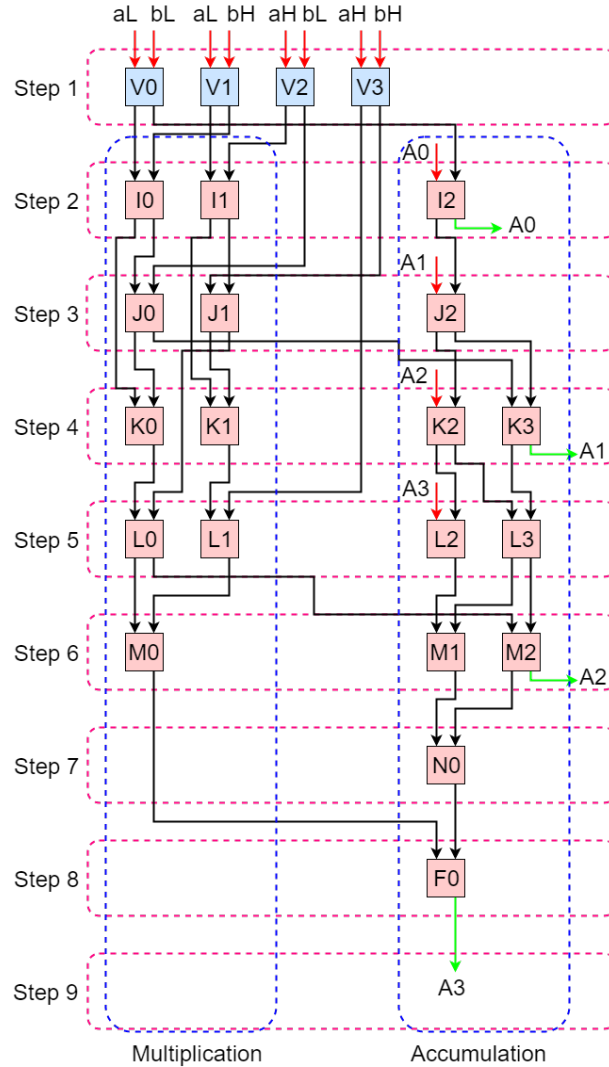 aL bL aL bH aH bL aH bH
Step 1 V0 V1 V2 V3
A0
Step 2 I0 I1 I2
A0
A1
Step 3 J0 J1 J2
A2
Step 4 K0 K1 K2 K3
A1
A3
Step 5 L0 L1 L2 L3
Step 6 M0 M1 M2
A2
Step 7 N0
Step 8 F0
Step 9 A3
Multiplication Accumulation